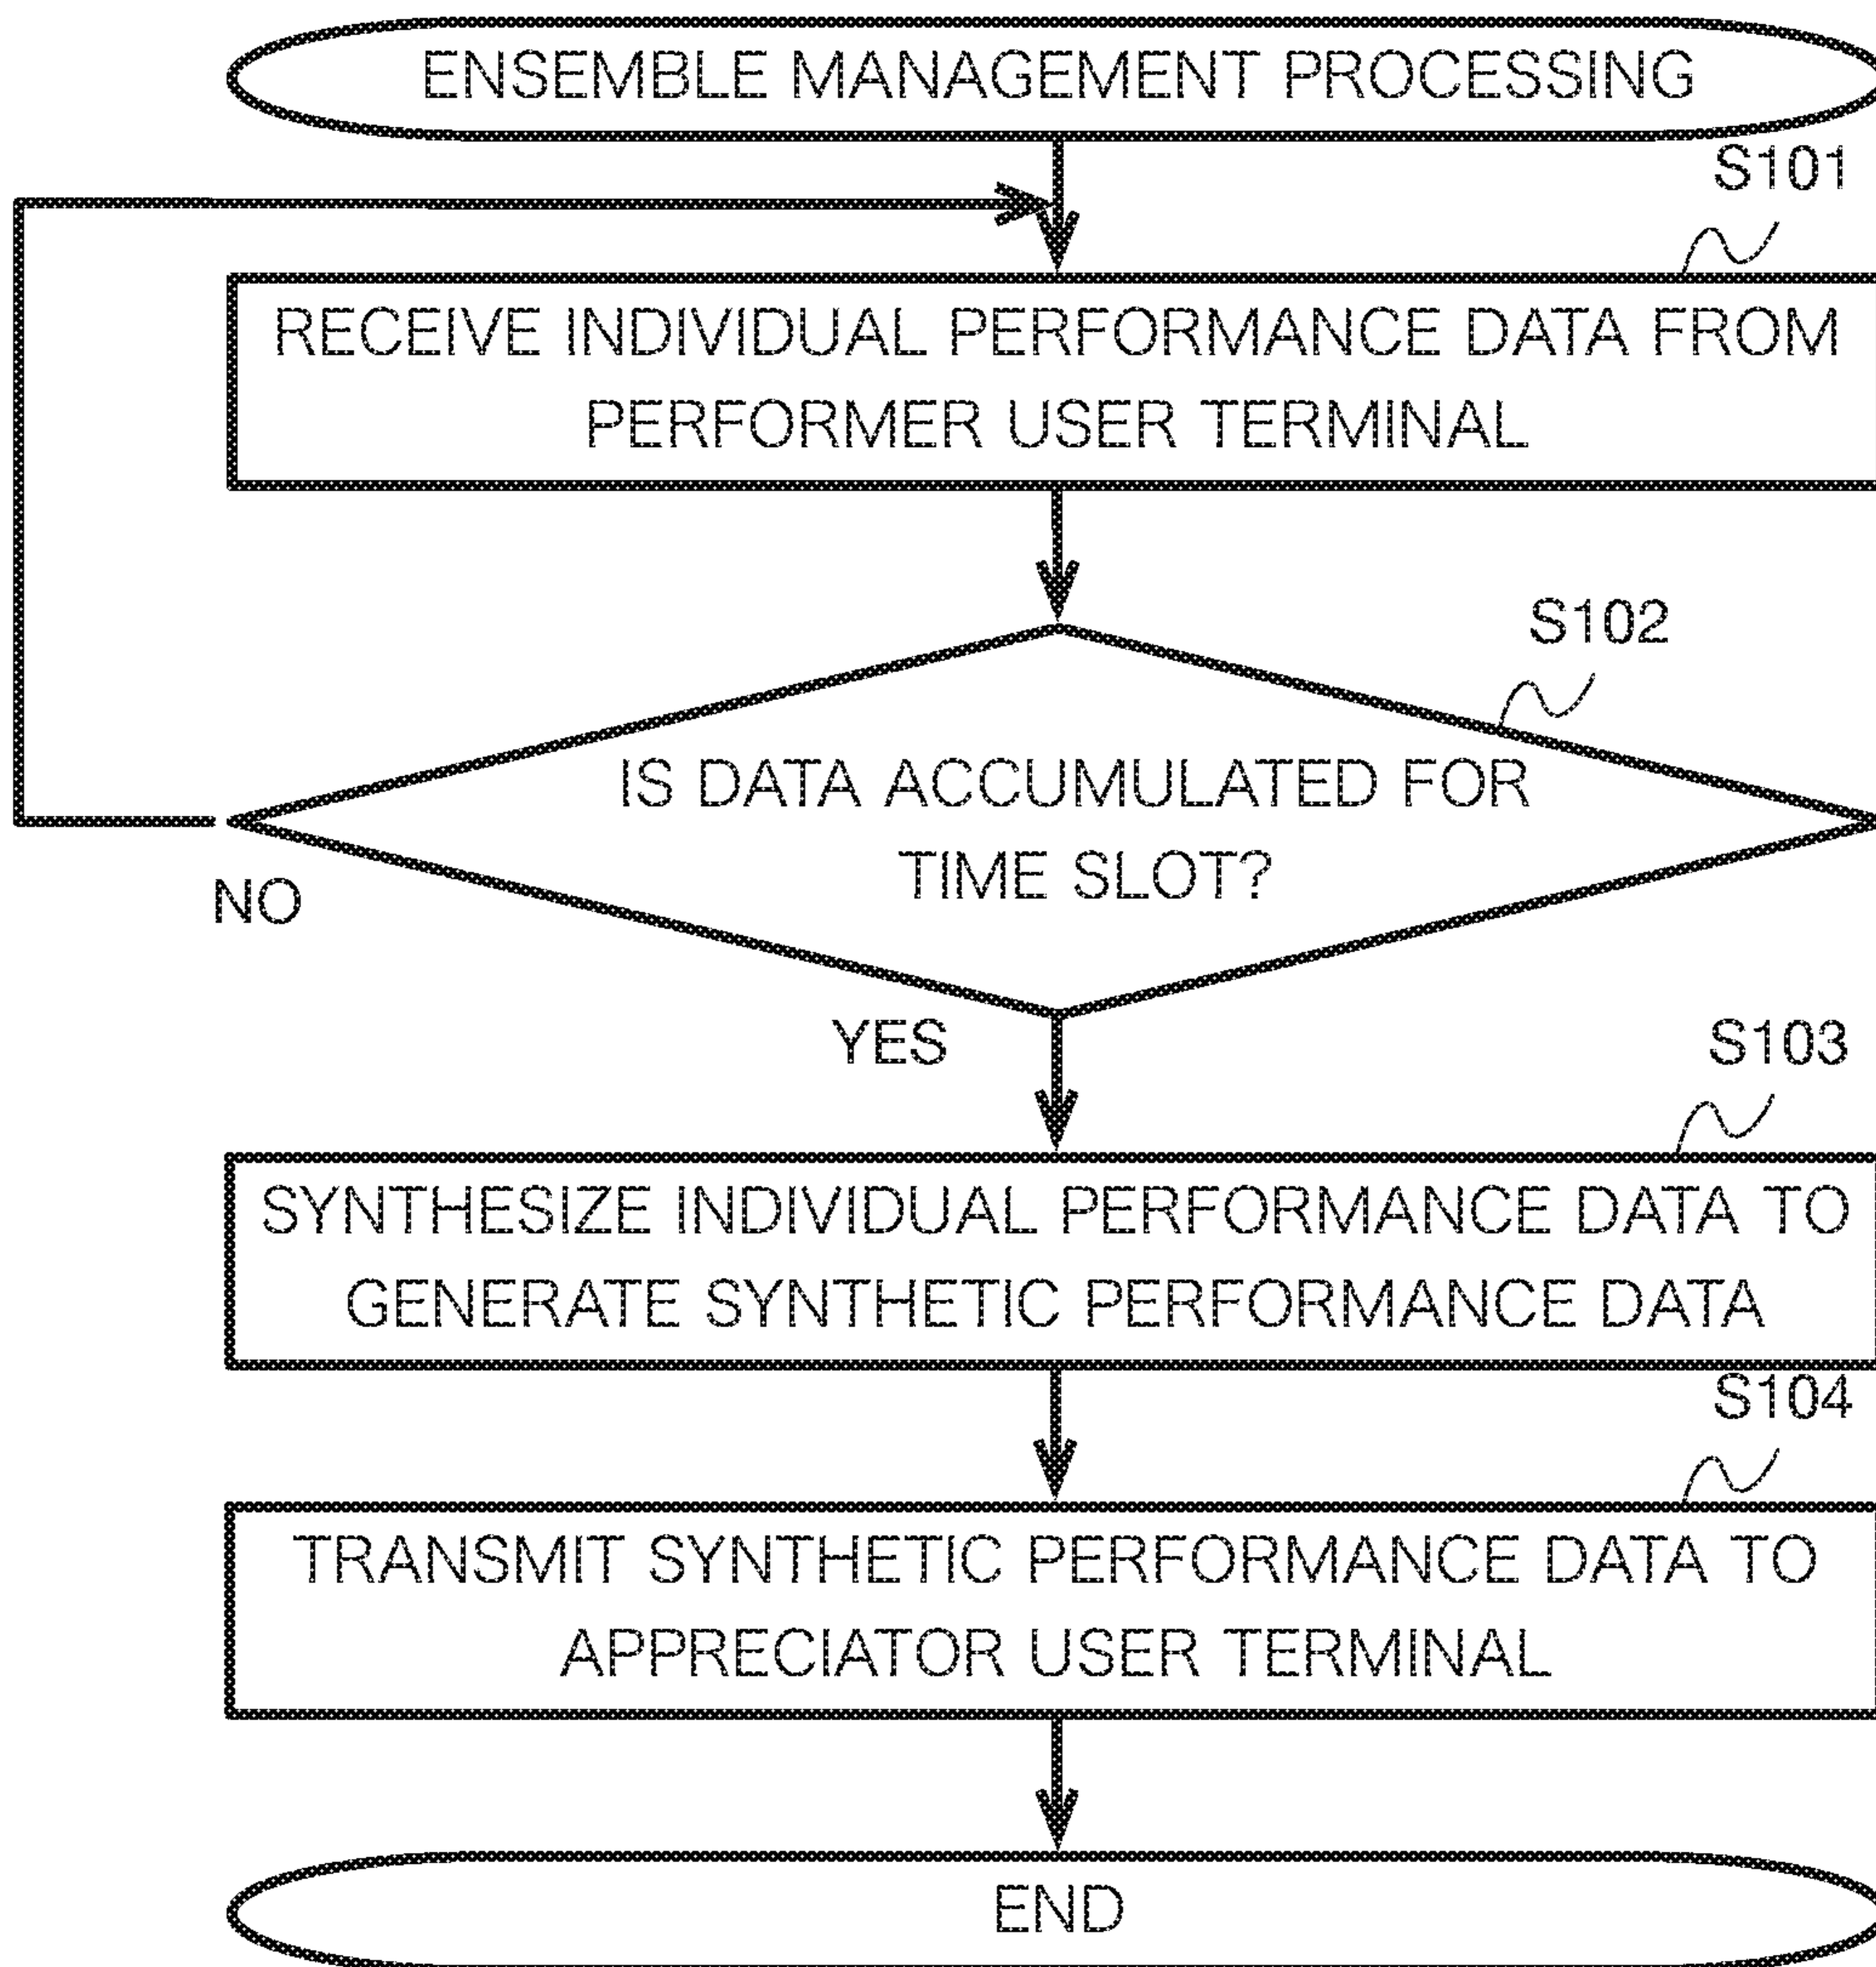 ENSEMBLE MANAGEMENT PROCESSING
S101
RECEIVE INDIVIDUAL PERFORMANCE DATA FROM
PERFORMER USER TERMINAL
S102
IS DATA ACCUMULATED FOR
TIME SLOT?
NO
YES
S103
SYNTHESIZE INDIVIDUAL PERFORMANCE DATA TO
GENERATE SYNTHETIC PERFORMANCE DATA
S104
TRANSMIT SYNTHETIC PERFORMANCE DATA TO
APPRECIATOR USER TERMINAL
END